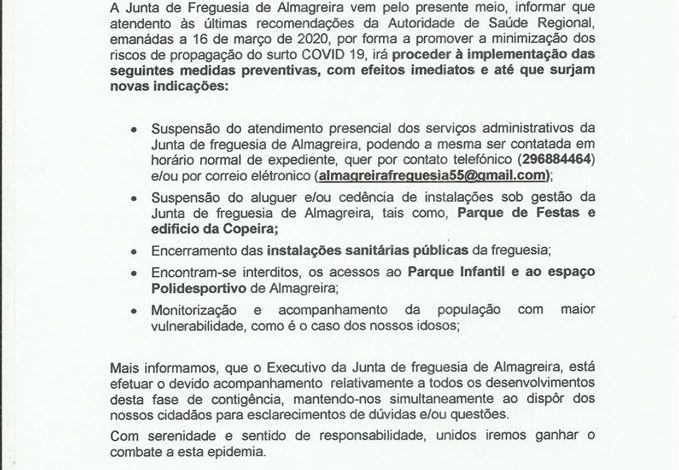 A Junta de Freguesia de Almagreira vem pelo presente meio, informar que
atendento às últimas recomendações da Autoridade de Saúde Regional,
emanádas a 16 de março de 2020, por forma a promover a minimização dos
riscos de propagação do surto COVID 19, irá proceder à implementação das
seguintes medidas preventivas, com efeitos imediatos e até que surjam
novas indicações:
• Suspensão do atendimento presencial dos serviços administrativos da
Junta de freguesia de Almagreira, podendo a mesma ser contatada em
horário normal de expediente, quer por contato telefónico (296884464)
e/ou por correio elétronico (almagreirafreguesia55@gmail.com);
• Suspensão do aluguer e/ou cedência de instalações sob gestão da
Junta de freguesia de Almagreira, tais como, Parque de Festas e
edificio da Copeira;
• Encerramento das instalações sanitárias públicas da freguesia;
• Encontram-se interditos, os acessos ao Parque Infantil e ao espaço
Polidesportivo de Almagreira;
• Monitorização e acompanhamento da população com maior
vulnerabilidade, como é o caso dos nossos idosos;
Mais informamos, que o Executivo da Junta de freguesia de Almagreira, está
efetuar o devido acompanhamento relativamente a todos os desenvolvimentos
desta fase de contigência, mantendo-nos simultaneamente ao dispôr dos
nossos cidadãos para esclarecimentos de dúvidas e/ou questões.
Com serenidade e sentido de responsabilidade, unidos iremos ganhar o
combate a esta epidemia.